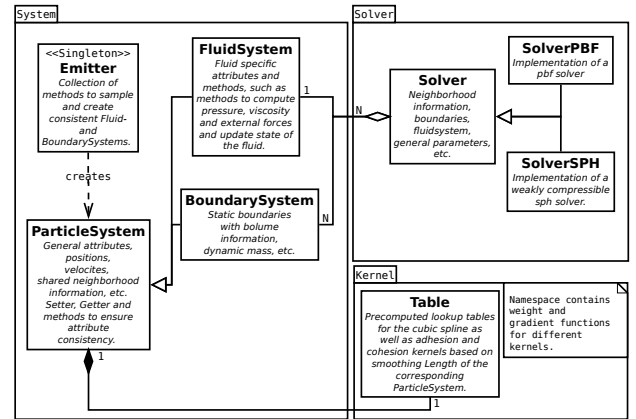 System
<<Singleton>>
Emitter
Collection of
methods to sample
and create
consistent Fluid-
and
BoundarySystems.
creates
ParticleSystem
General attributes,
positions,
velocites,
shared neighborhood
information, etc.
Setter, Getter and
methods to ensure
attribute
consistency.
1
FluidSystem
Fluid specific
attributes and
methods, such as
methods to compute
pressure, viscosity
and external forces
and update state of
the fluid.
1
BoundarySystem
Static boundaries
with bolume
information,
dynamic mass, etc.
N
Solver
N
Solver
Neighborhood
information,
boundaries,
fluidsystem,
general parameters,
etc.
SolverPBF
Implementation of a
pbf solver
SolverSPH
Implementation of a
weakly compressible
sph solver.
Kernel
Table
Precomputed lookup tables
for the cubic spline as
well as adhesion and
cohesion kernels based on
smoothing Length of the
corresponding
ParticleSystem.
1
Namespace contains
weight and
gradient functions
for different
kernels.